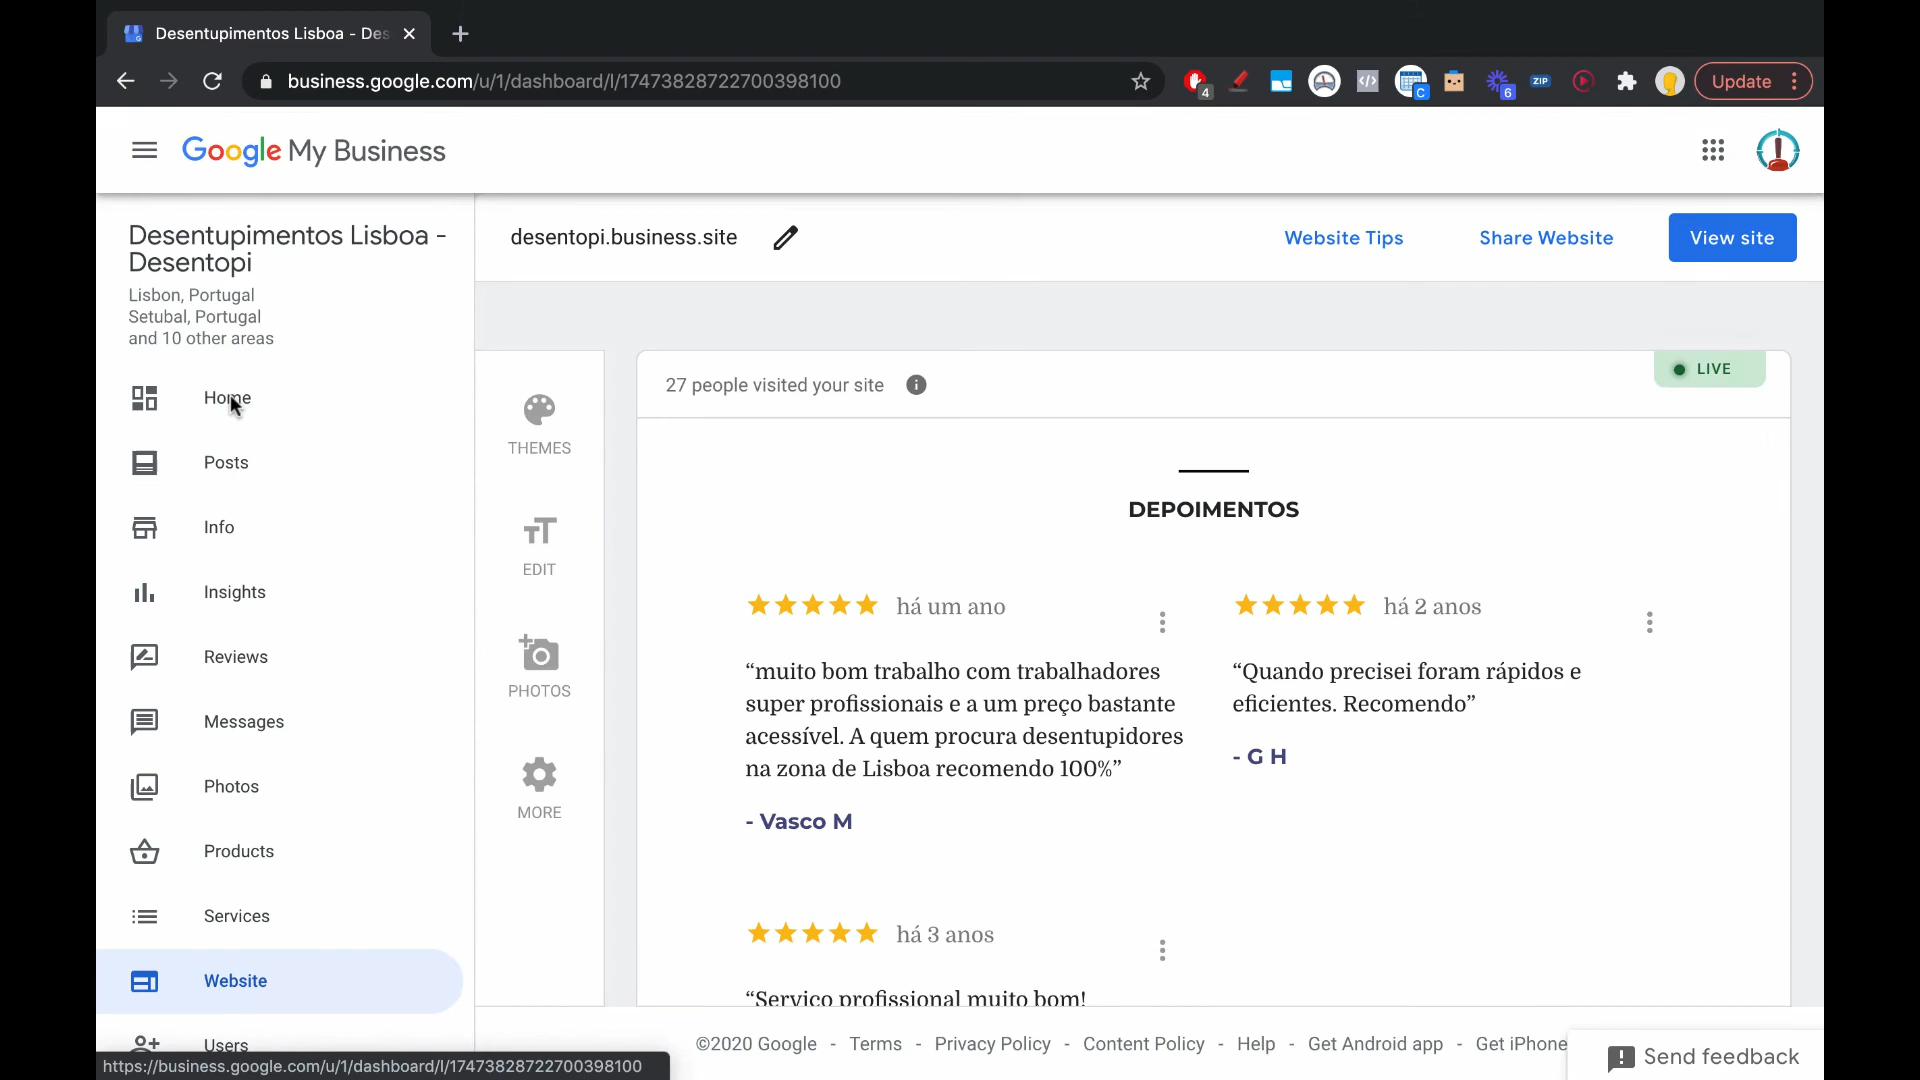 Desentupimentos Lisboa - Des
business.google.com/u/1/dashboard/l/17473828722700398100
4
C
6
ZIP
Update
Google My Business
Desentupimentos Lisboa -
Desentopi
Lisbon, Portugal
Setubal, Portugal
and 10 other areas
Home
Posts
Info
Insights
Reviews
Messages
Photos
Products
Services
Website
Users
desentopi.business.site
Website Tips
Share Website
View site
THEMES
EDIT
PHOTOS
MORE
27 people visited your site
LIVE
DEPOIMENTOS
há um ano
“muito bom trabalho com trabalhadores
super profissionais e a um preço bastante
acessível. A quem procura desentupidores
na zona de Lisboa recomendo 100%”
- Vasco M
há 2 anos
“Quando precisei foram rápidos e
eficientes. Recomendo”
- G H
há 3 anos
“Serviço profissional muito bom!
©2020 Google - Terms - Privacy Policy - Content Policy - Help - Get Android app - Get iPhone
Send feedback
https://business.google.com/u/1/dashboard/l/17473828722700398100